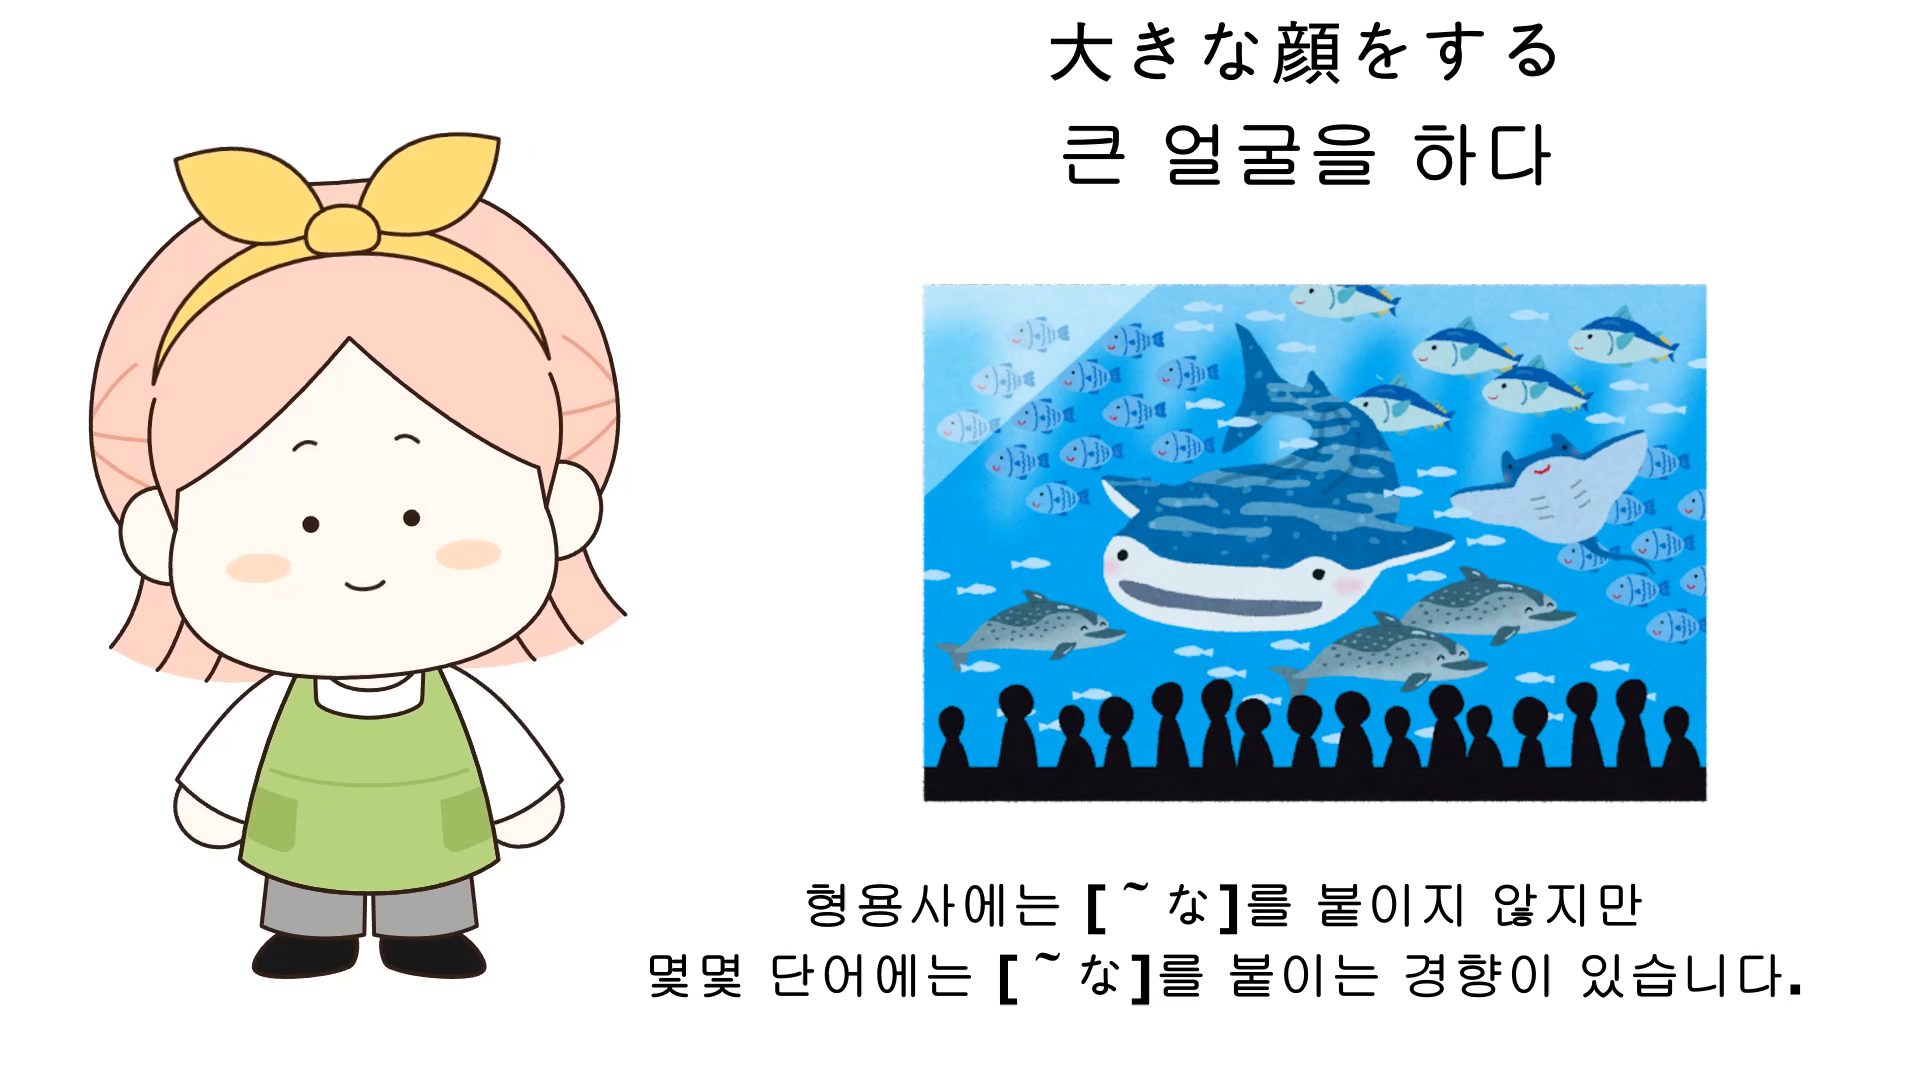 大きな顔をする
큰 얼굴을 하다
형용사에는 [~な]를 붙이지 않지만
몇몇 단어에는 [~な]를 붙이는 경향이 있습니다.